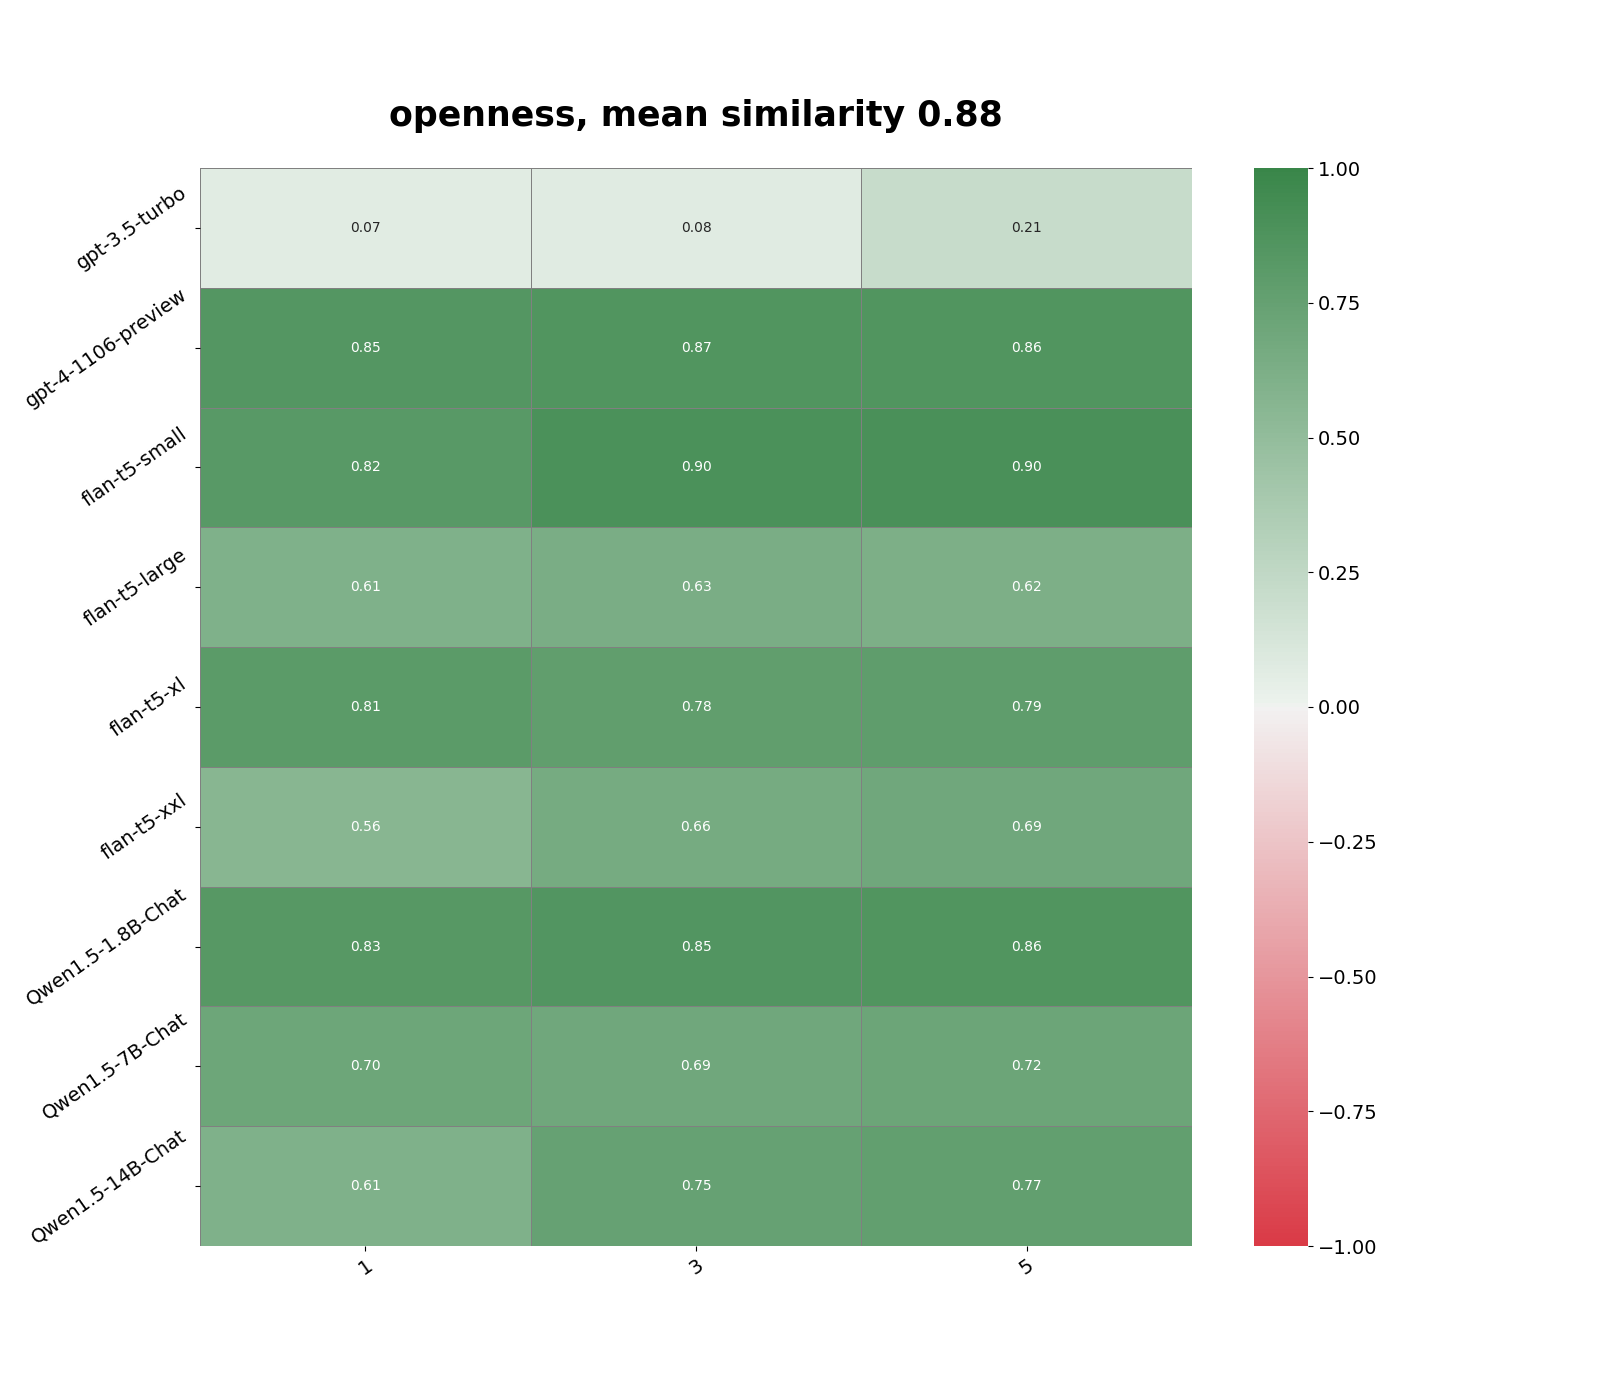 openness, mean similarity 0.88
gpt-3.5-turbo 0.07 0.08 0.21
gpt-4-1106-preview 0.85 0.87 0.86
flan-t5-small 0.82 0.90 0.90
flan-t5-large 0.61 0.63 0.62
flan-t5-xl 0.81 0.78 0.79
flan-t5-xxl 0.56 0.66 0.69
Qwen1.5-1.8B-Chat 0.83 0.85 0.86
Qwen1.5-7B-Chat 0.70 0.69 0.72
Qwen1.5-14B-Chat 0.61 0.75 0.77
1 3 5
1.00
0.75
0.50
0.25
0.00
−0.25
−0.50
−0.75
−1.00